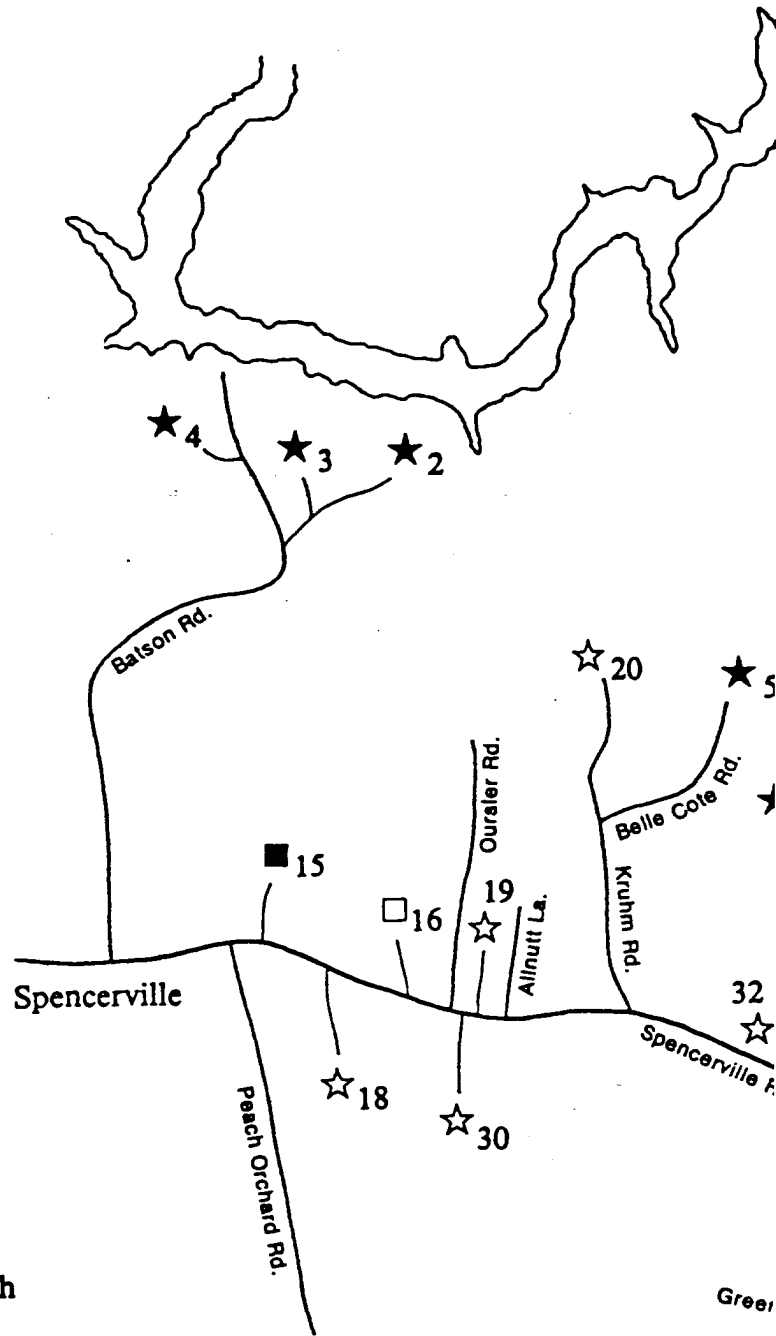 4
3
2
Batson Rd.
20
5
Oursler Rd.
Belle Cote Rd.
15
19
16
Allnutt La.
Kruhm Rd.
Spencerville
32
Spencerville
18
30
Peach Orchard Rd.
h
Green